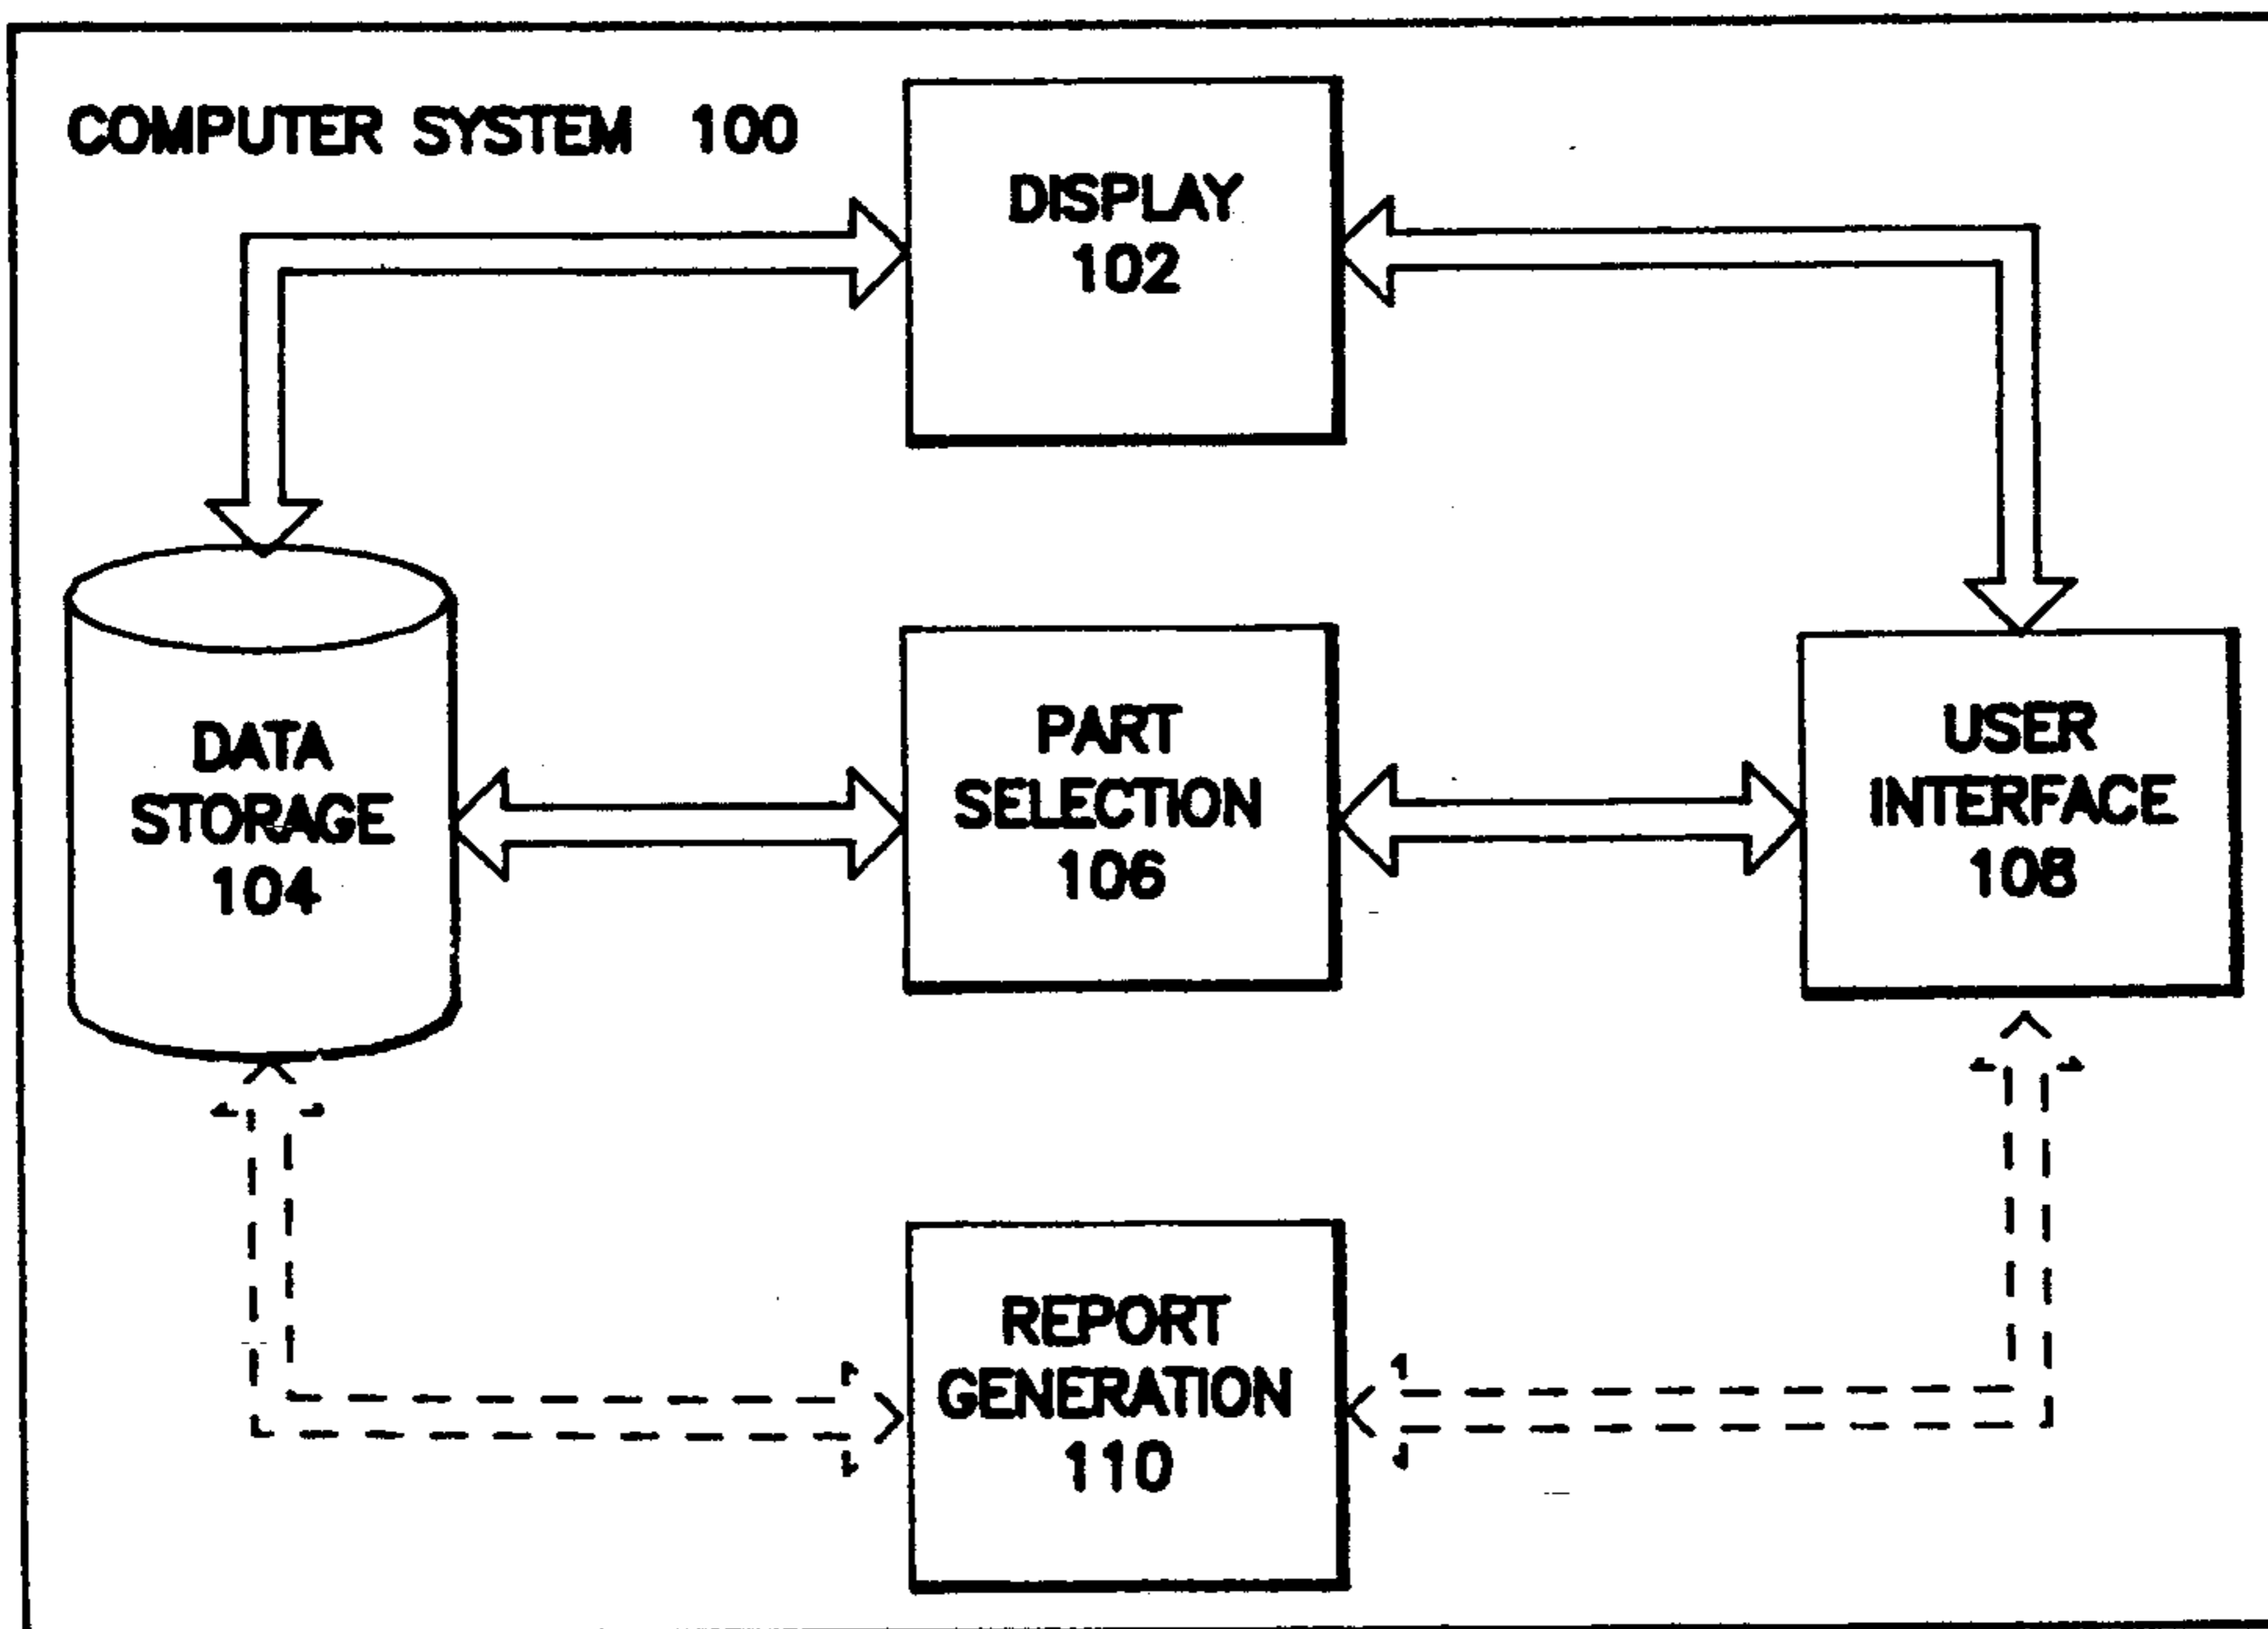 COMPUTER SYSTEM 100
DISPLAY
102
DATA
STORAGE
104
PART
SELECTION
106
USER
INTERFACE
108
REPORT
GENERATION
110